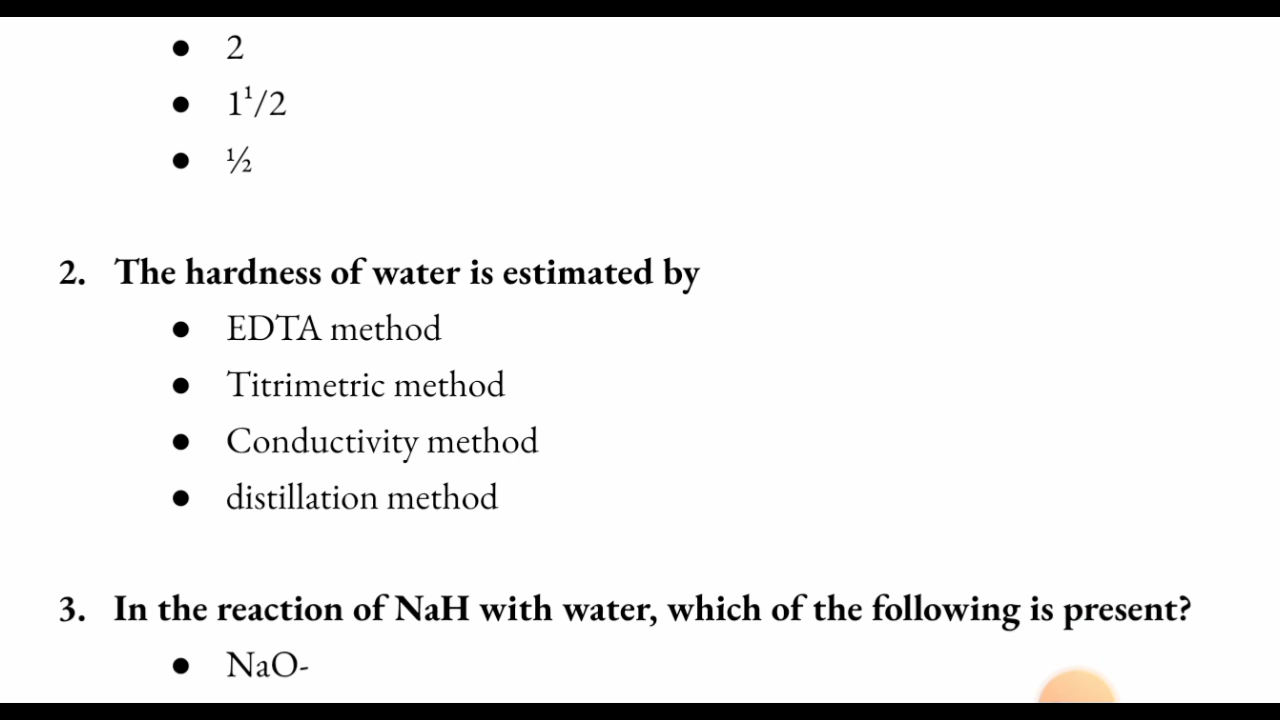 ● 2
● 1¹/2
● ½
2. The hardness of water is estimated by
● EDTA method
● Titrimetric method
● Conductivity method
● distillation method
3. In the reaction of NaH with water, which of the following is present?
● NaO-